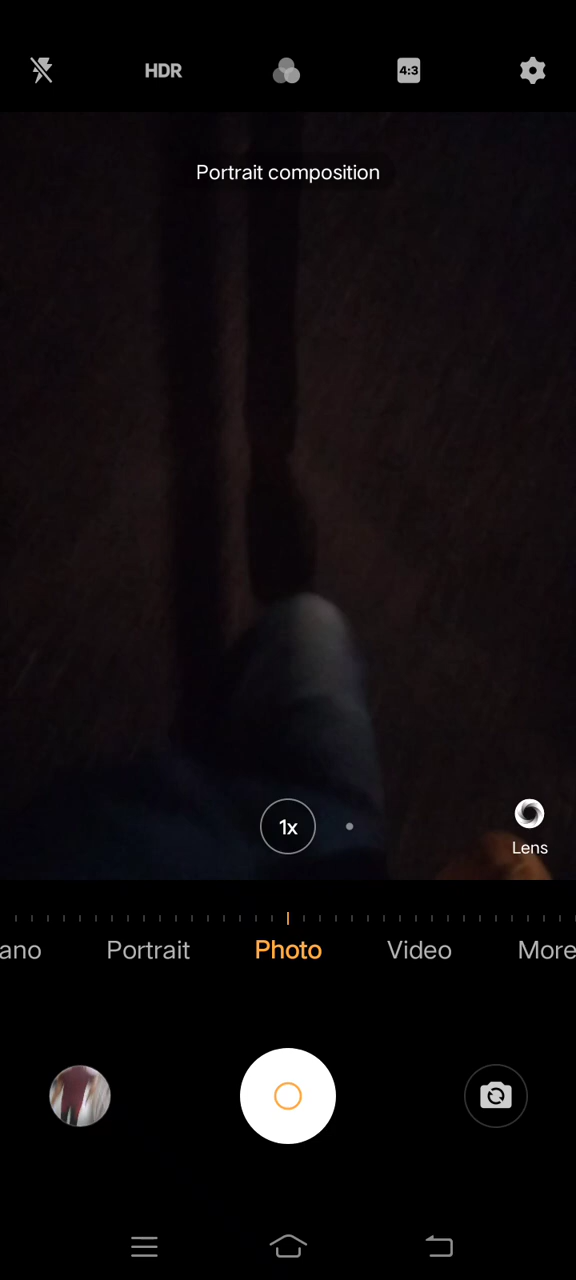 HDR
4:3
Portrait composition
1x
Lens
ano
Portrait
Photo
Video
More